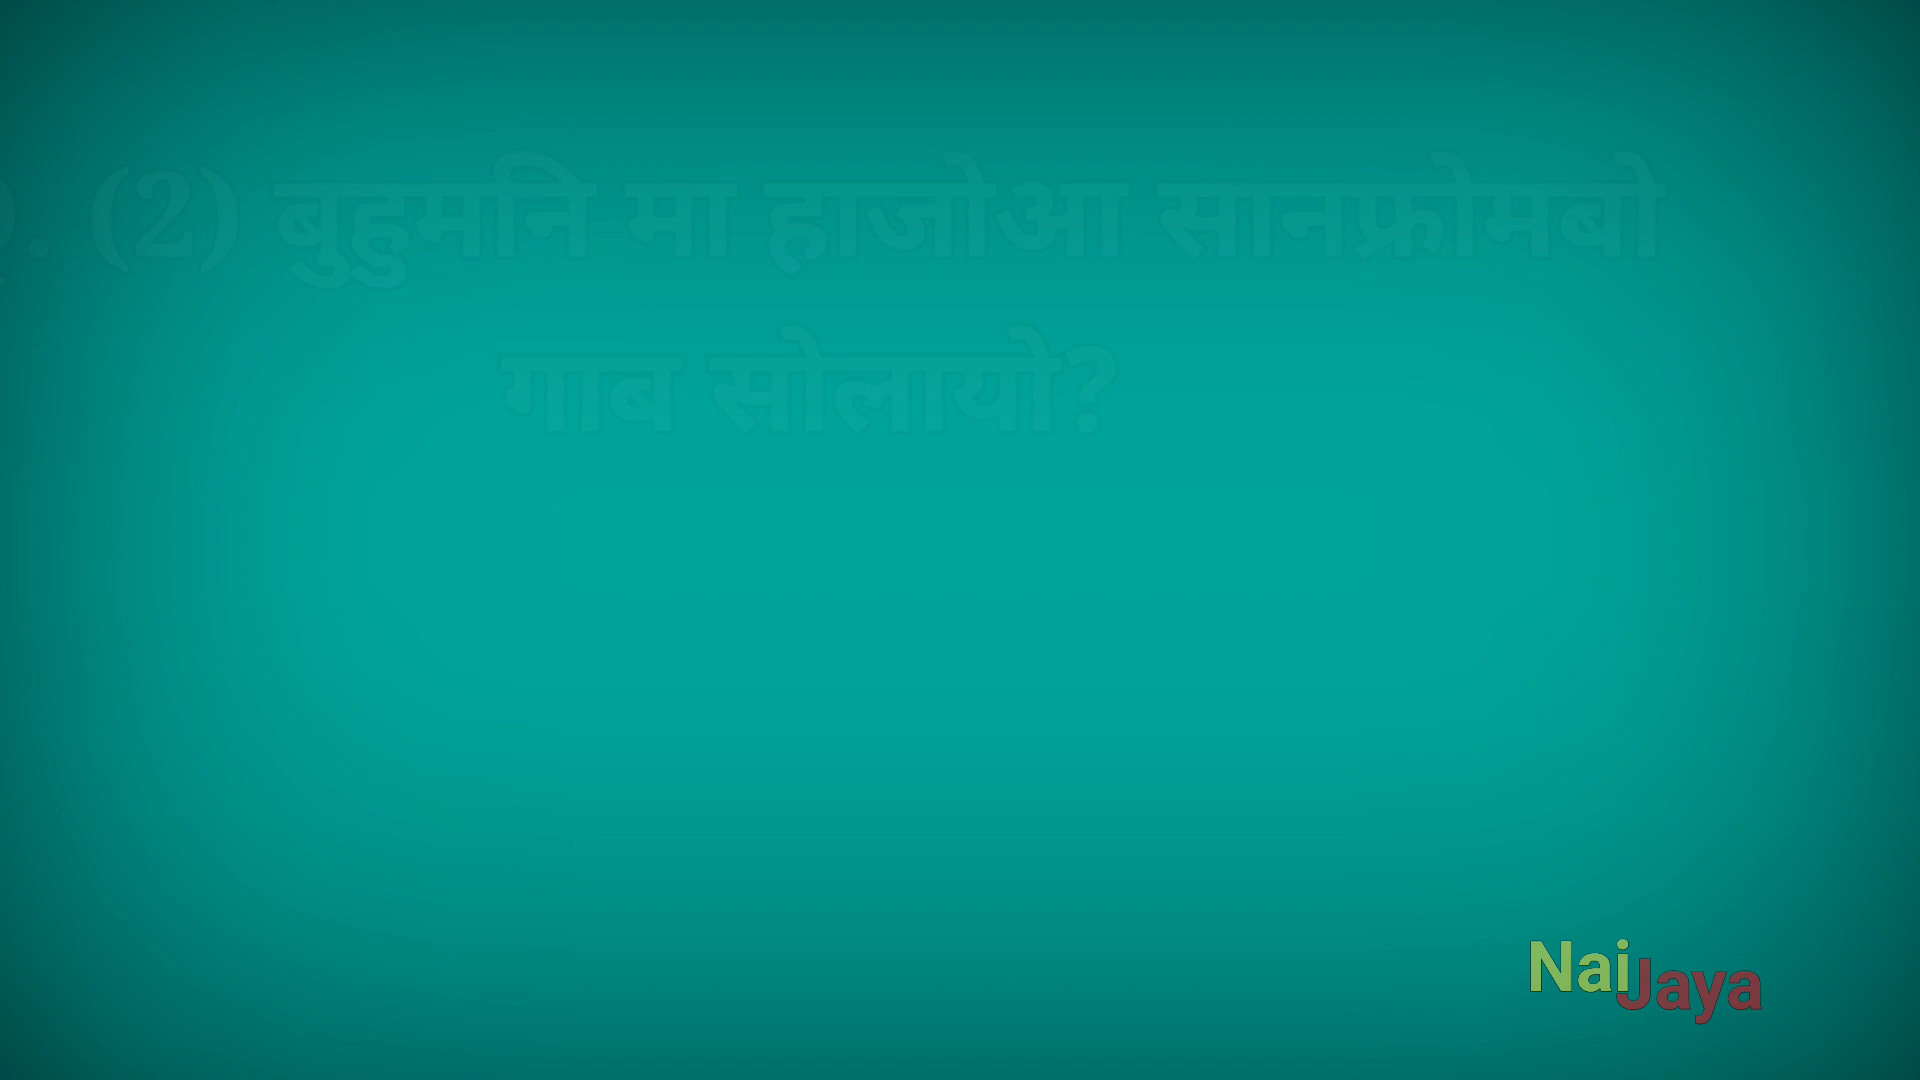 Q. (2) बुहुमनि मा हाजोआ सानफ्रोमबो
गाब सोलायो?
NaiJaya